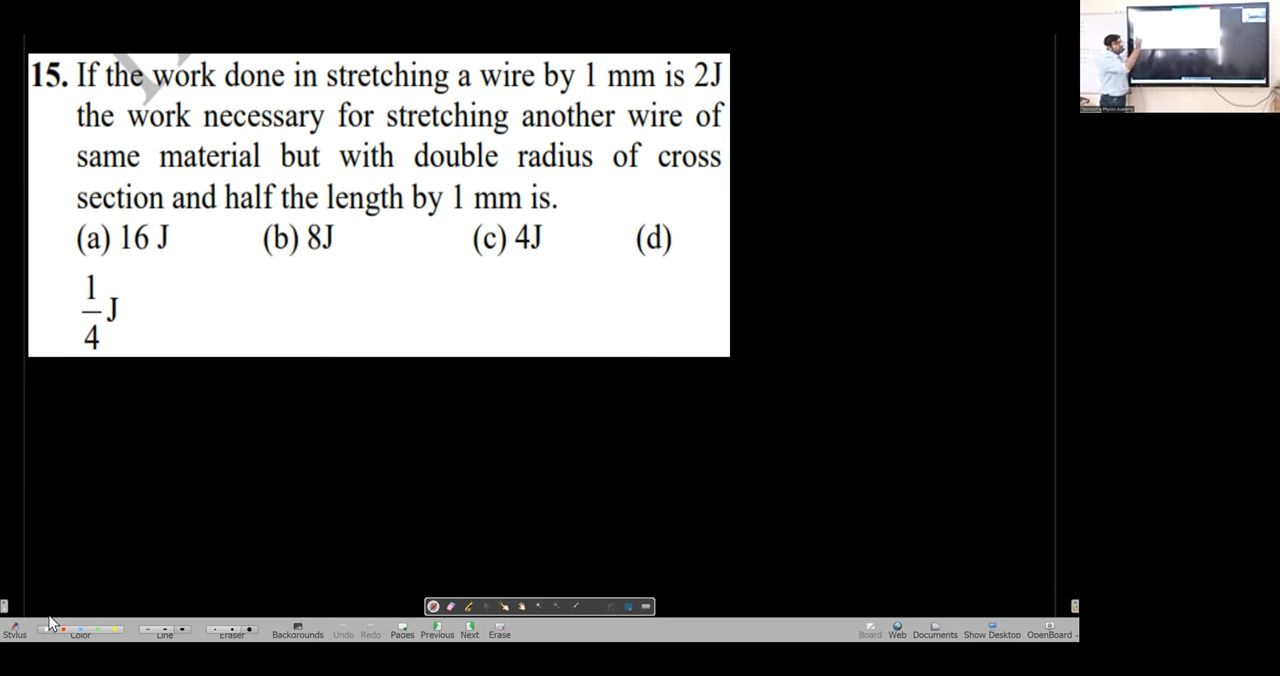 15. If the work done in stretching a wire by 1 mm is 2J
the work necessary for stretching another wire of
same material but with double radius of cross
section and half the length by 1 mm is.
(a) 16 J (b) 8J (c) 4J (d)
1/4 J
Stylus Color Line Eraser Backgrounds Undo Redo Pages Previous Next Erase Board Web Documents Show Desktop OpenBoard